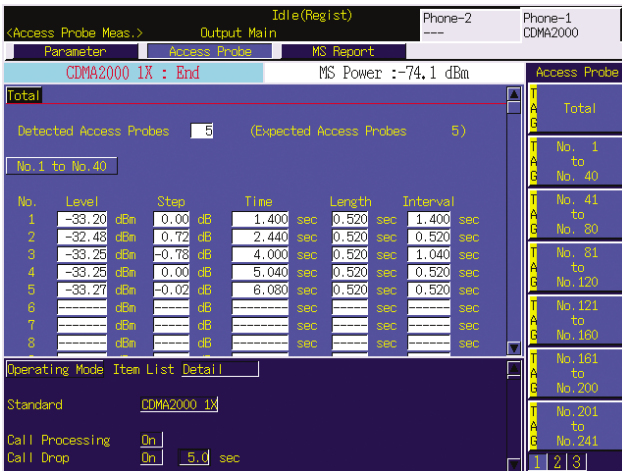 Idle(Regist)
<Access Probe Meas.> Output Main
Phone-2
---
Phone-1
CDMA2000
Parameter Access Probe MS Report
CDMA2000 1X : End MS Power :-74.1 dBm
Access Probe
Total
Detected Access Probes 5 (Expected Access Probes 5)
No.1 to No.40
No. Level Step Time Length Interval
1 -33.20 dBm 0.00 dB 1.400 sec 0.520 sec 1.400 sec
2 -32.48 dBm 0.72 dB 2.440 sec 0.520 sec 0.520 sec
3 -33.25 dBm -0.78 dB 4.000 sec 0.520 sec 1.040 sec
4 -33.25 dBm 0.00 dB 5.040 sec 0.520 sec 0.520 sec
5 -33.27 dBm -0.02 dB 6.080 sec 0.520 sec 0.520 sec
6 ------ dBm ----- dB ------- sec ----- sec ------ sec
7 ------ dBm ----- dB ------- sec ----- sec ------ sec
8 ------ dBm ----- dB ------- sec ----- sec ------ sec
Operating Mode Item List Detail
Standard CDMA2000 1X
Call Processing On
Call Drop On 5.0 sec
TAG Total
TAG No. 1
to
No. 40
TAG No. 41
to
No. 80
TAG No. 81
to
No.120
TAG No.121
to
No.160
TAG No.161
to
No.200
TAG No.201
to
No.241
1 2 3